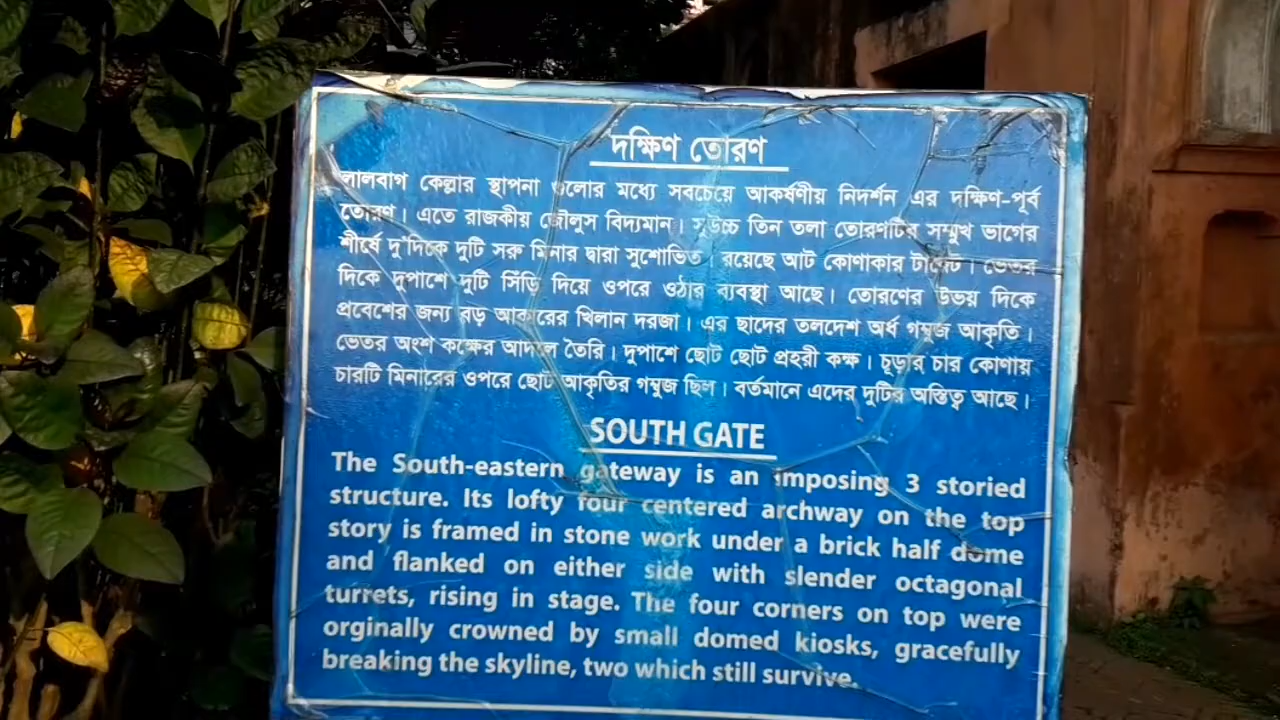 দক্ষিণ তোরণ
লালবাগ কেল্লার স্থাপনা গুলোর মধ্যে সবচেয়ে আকর্ষণীয় নিদর্শন এর দক্ষিণ-পূর্ব
তোরণ। এতে রাজকীয় জৌলুস বিদ্যমান। সুউচ্চ তিন তলা তোরণটির সম্মুখ ভাগের
শীর্ষে দু'দিকে দুটি সরু মিনার দ্বারা সুশোভিত। রয়েছে আট কোণাকার টারেট। ভেতর
দিকে দুপাশে দুটি সিঁড়ি দিয়ে ওপরে ওঠার ব্যবস্থা আছে। তোরণের উভয় দিকে
প্রবেশের জন্য বড় আকারের খিলান দরজা। এর ছাদের তলদেশ অর্ধ গম্বুজ আকৃতি।
ভেতর অংশ কক্ষের আদলে তৈরি। দুপাশে ছোট ছোট প্রহরী কক্ষ। চূড়ার চার কোণায়
চারটি মিনারের ওপরে ছোট আকৃতির গম্বুজ ছিল। বর্তমানে এদের দুটির অস্তিত্ব আছে।
SOUTH GATE
The South-eastern gateway is an imposing 3 storied
structure. Its lofty four centered archway on the top
story is framed in stone work under a brick half dome
and flanked on either side with slender octagonal
turrets, rising in stage. The four corners on top were
orginally crowned by small domed kiosks, gracefully
breaking the skyline, two which still survive.